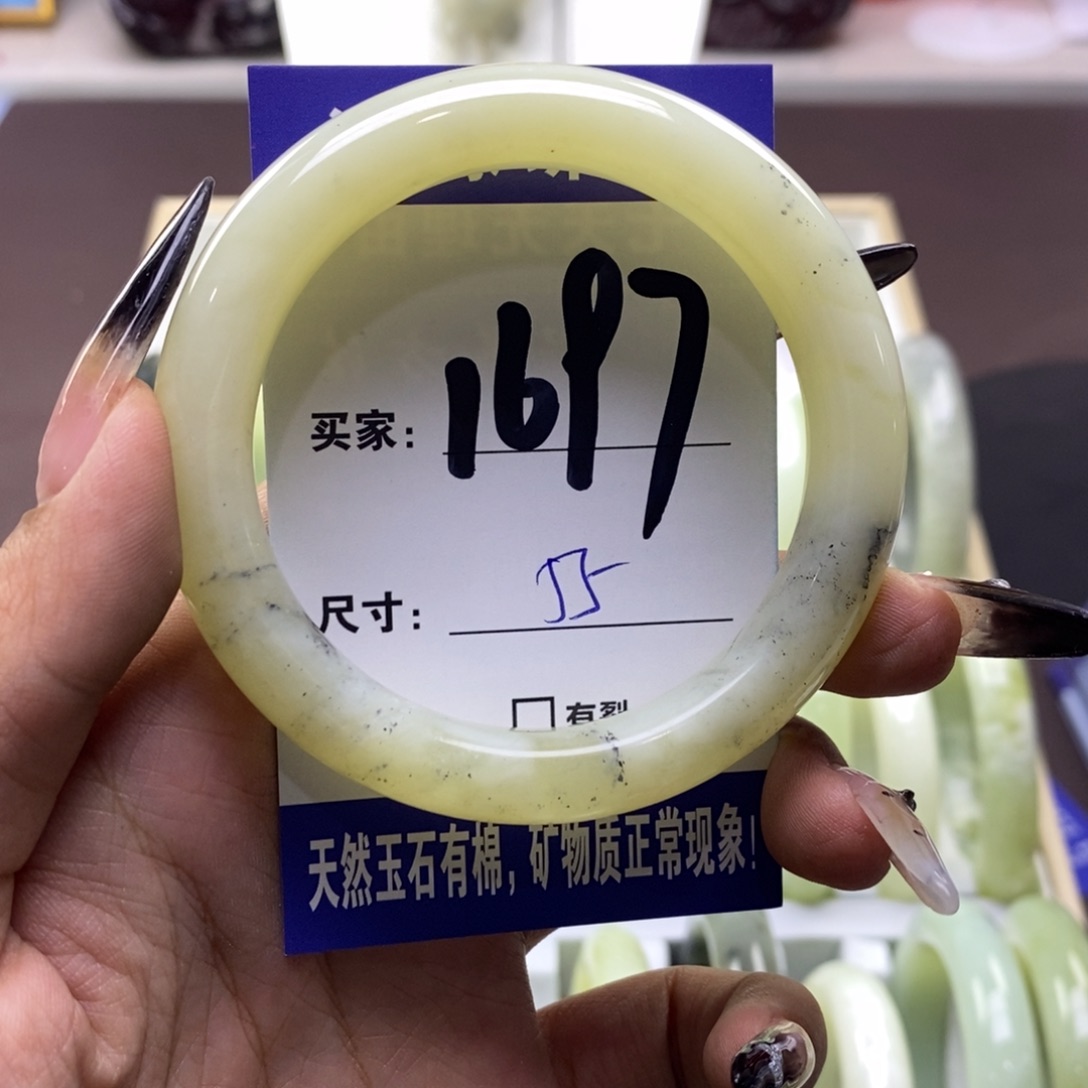 买家: 1697
尺寸: 55
□ 有裂
天然玉石有棉, 矿物质正常现象!